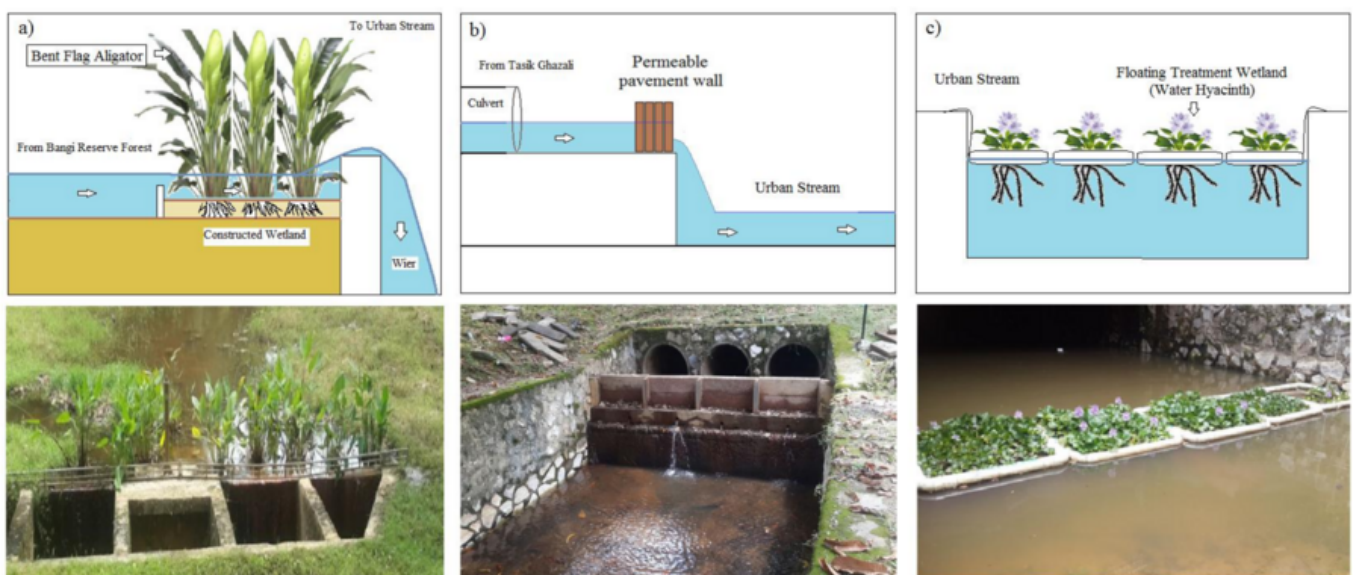 a)
To Urban Stream
Bent Flag Aligator
From Bangi Reserve Forest
Constructed Wetland
Wier
b)
From Tasik Ghazali
Permeable
pavement wall
Culvert
Urban Stream
c)
Urban Stream
Floating Treatment Wetland
(Water Hyacinth)